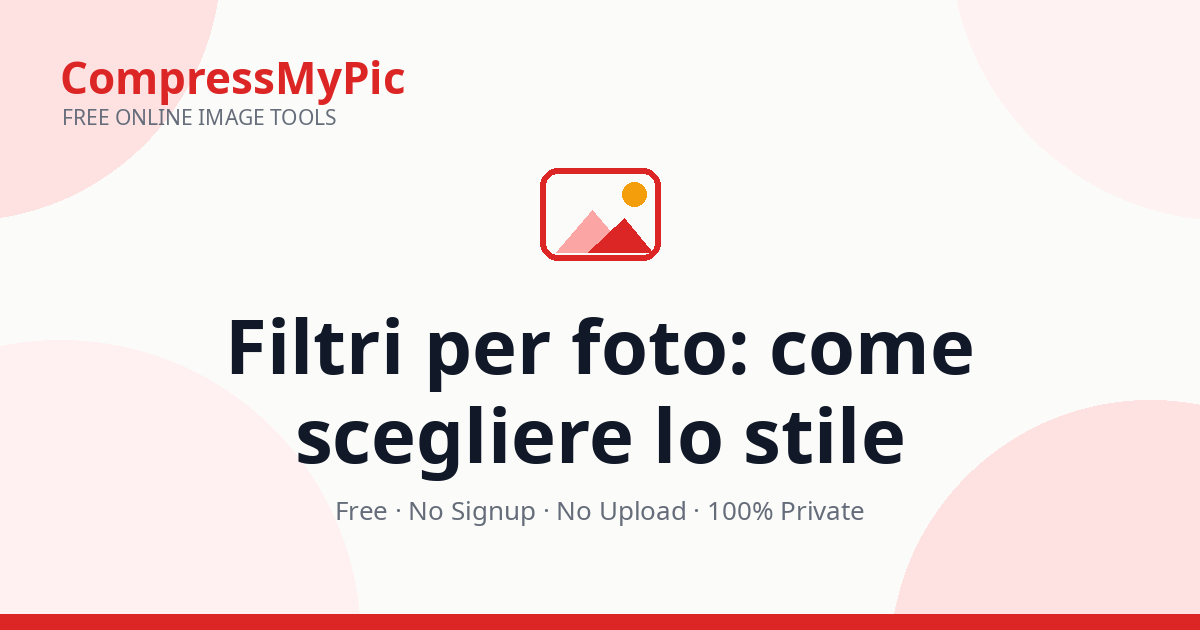 CompressMyPic
FREE ONLINE IMAGE TOOLS
Filtri per foto: come
scegliere lo stile
Free · No Signup · No Upload · 100% Private